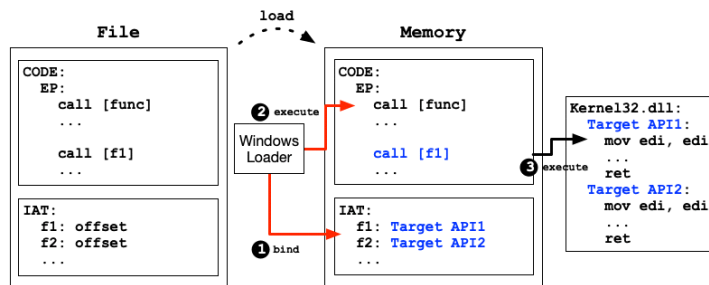 load
File
Memory
CODE:
EP:
call [func]
...
call [f1]
...
IAT:
f1: offset
f2: offset
...
2 execute
Windows
Loader
1 bind
CODE:
EP:
call [func]
...
call [f1]
...
IAT:
f1: Target API1
f2: Target API2
...
3 execute
Kernel32.dll:
Target API1:
mov edi, edi
...
ret
Target API2:
mov edi, edi
...
ret